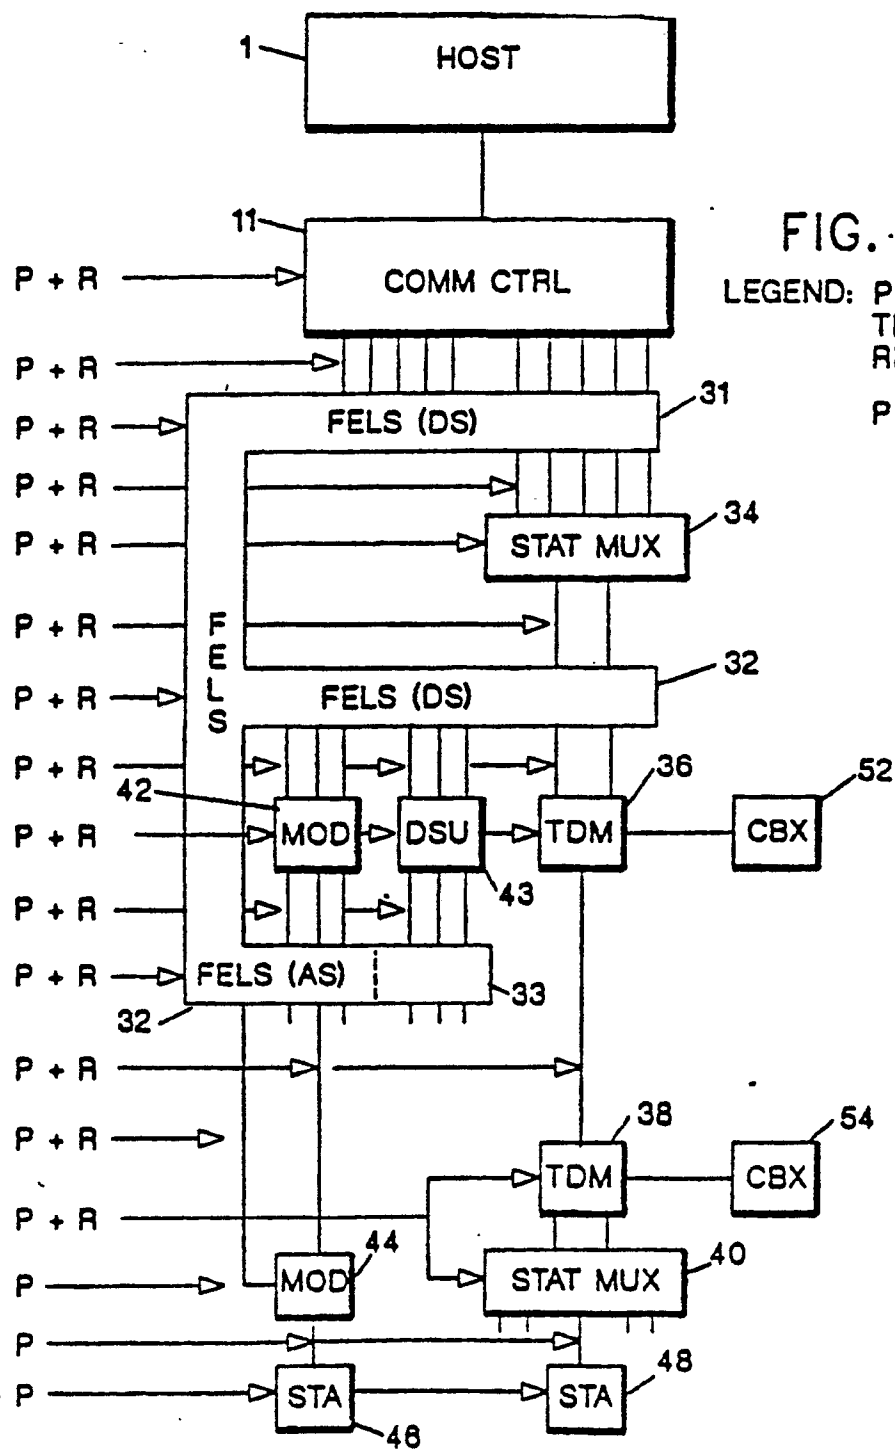 1
HOST
11
P + R
COMM CTRL
FIG.
LEGEND: P
P + R
31
P + R
FELS (DS)
P
P + R
34
P + R
STAT MUX
P + R
FELS
32
P + R
FELS (DS)
P + R
42
36
52
P + R
MOD
DSU
TDM
CBX
P + R
43
P + R
FELS (AS)
33
32
P + R
P + R
38
54
TDM
CBX
P + R
44
40
P
MOD
STAT MUX
P
48
P
STA
STA
46